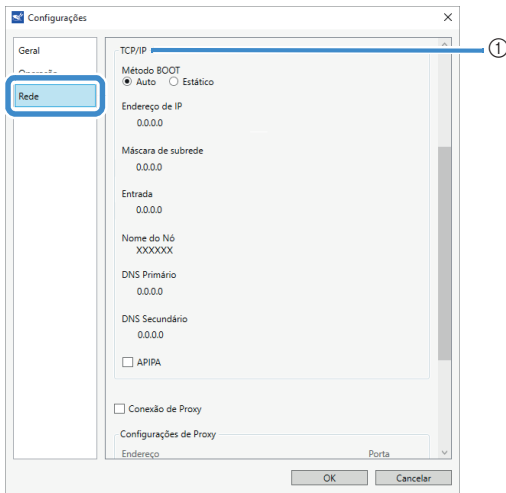 Configurações
Geral
Rede
TCP/IP
①
Método BOOT
Auto Estático
Endereço de IP
0.0.0.0
Máscara de subrede
0.0.0.0
Entrada
0.0.0.0
Nome do Nó
XXXXXX
DNS Primário
0.0.0.0
DNS Secundário
0.0.0.0
APIPA
Conexão de Proxy
Configurações de Proxy
Endereço Porta
OK Cancelar